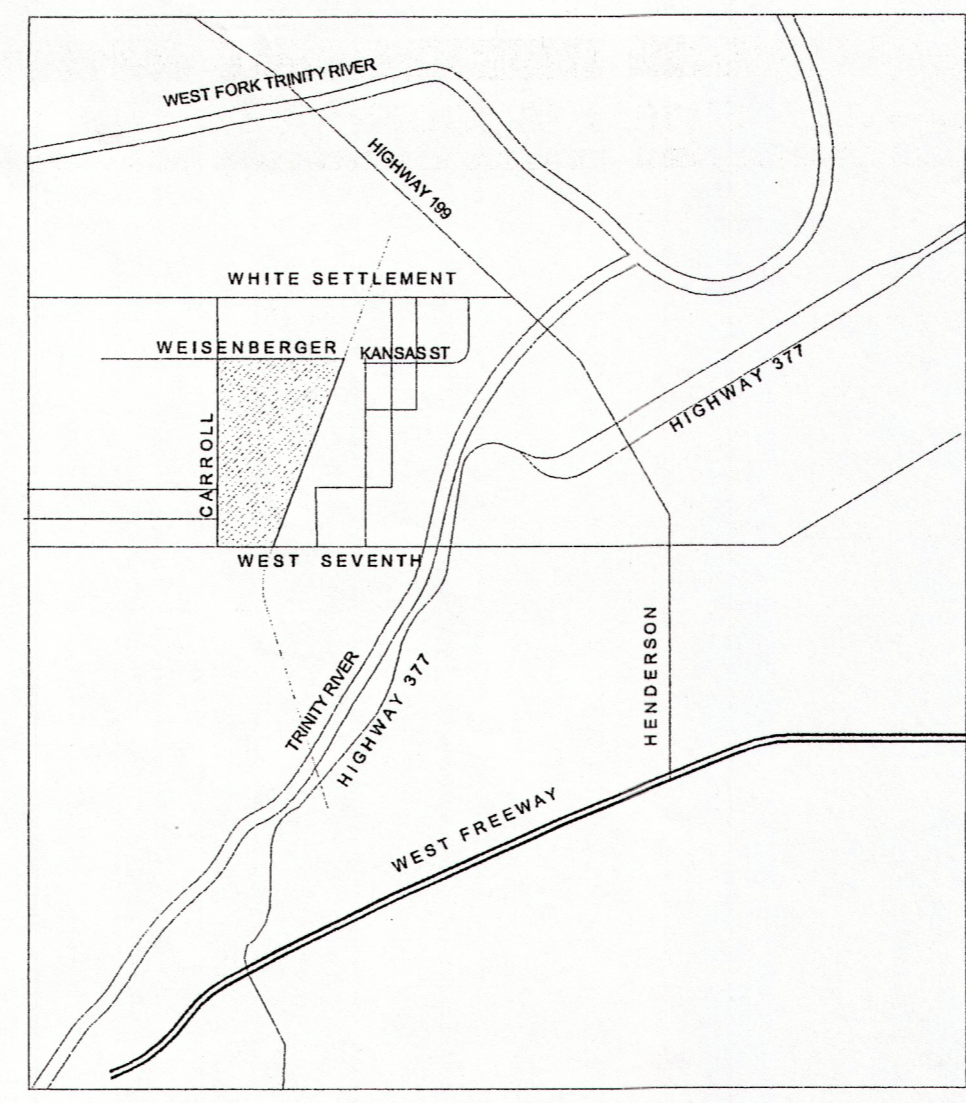 WEST FORK TRINITY RIVER
HIGHWAY 199
WHITE SETTLEMENT
WEISENBERGER
KANSAS ST
HIGHWAY 377
CARROLL
WEST SEVENTH
HENDERSON
TRINITY RIVER
HIGHWAY 377
WEST FREEWAY